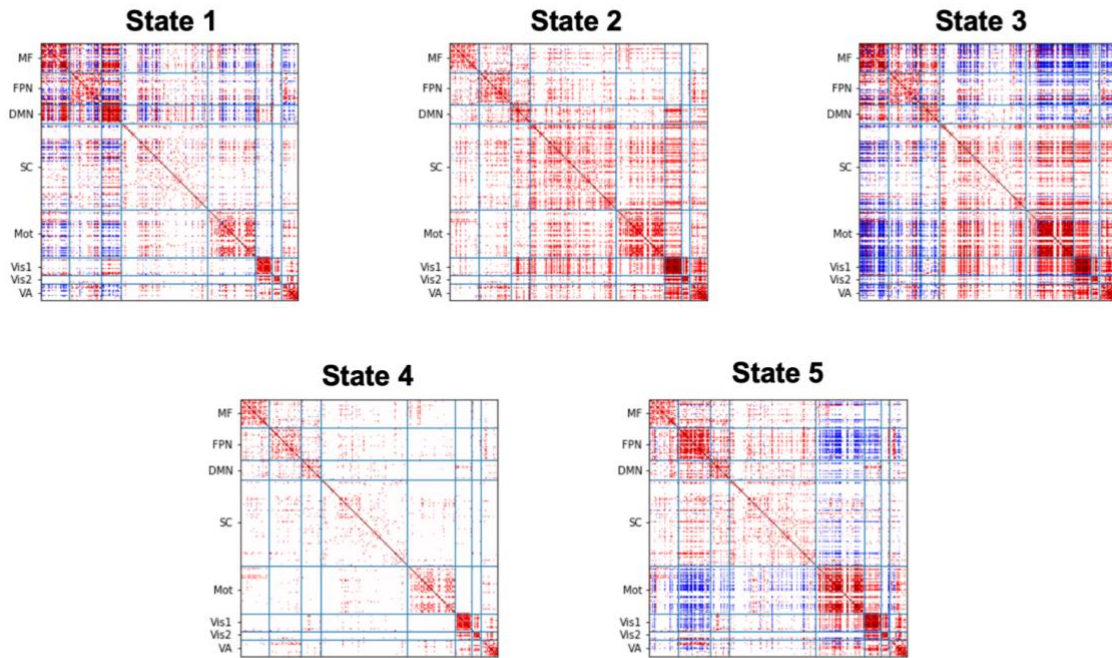 State 1
MF
FPN
DMN
SC
Mot
Vis1
Vis2
VA
State 2
MF
FPN
DMN
SC
Mot
Vis1
Vis2
VA
State 3
MF
FPN
DMN
SC
Mot
Vis1
Vis2
VA
State 4
MF
FPN
DMN
SC
Mot
Vis1
Vis2
VA
State 5
MF
FPN
DMN
SC
Mot
Vis1
Vis2
VA